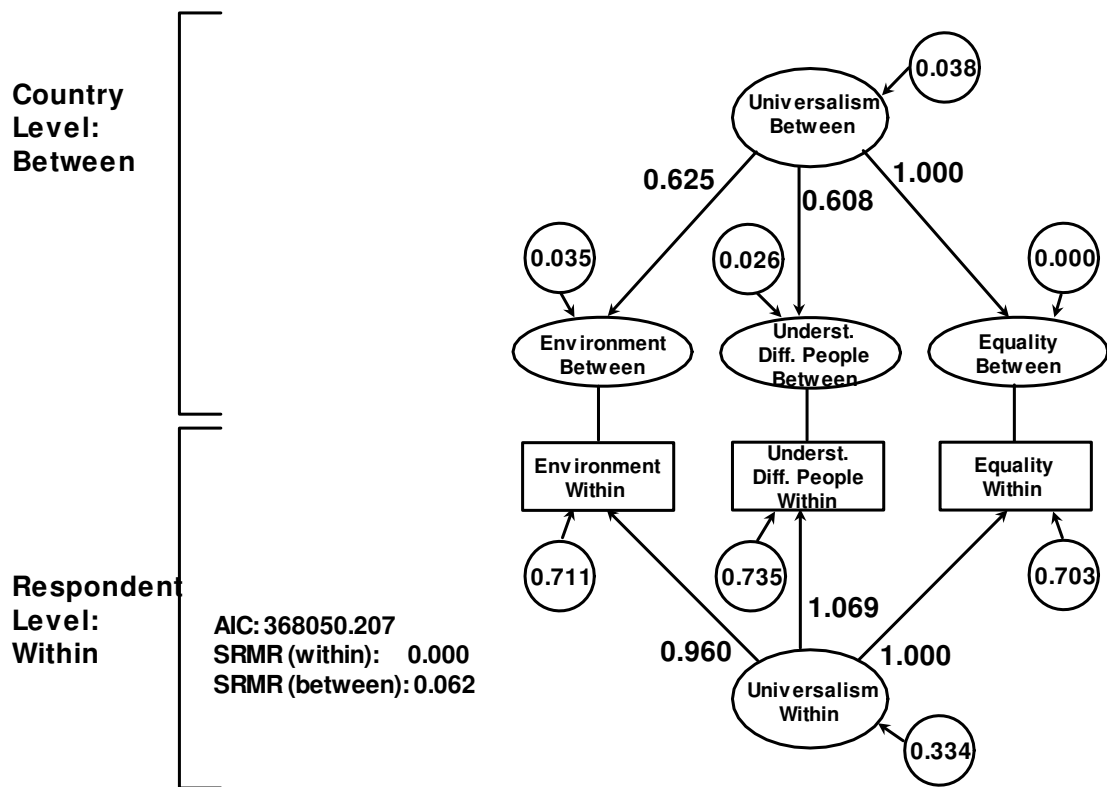 Country
Level:
Between
0.038
Universalism
Between
0.625
0.608
1.000
0.035
0.026
0.000
Environment
Between
Underst.
Diff. People
Between
Equality
Between
Environment
Within
Underst.
Diff. People
Within
Equality
Within
0.711
0.735
0.703
Respondent
Level:
Within
AIC: 368050.207
SRMR (within): 0.000
SRMR (between): 0.062
0.960
1.069
1.000
Universalism
Within
0.334